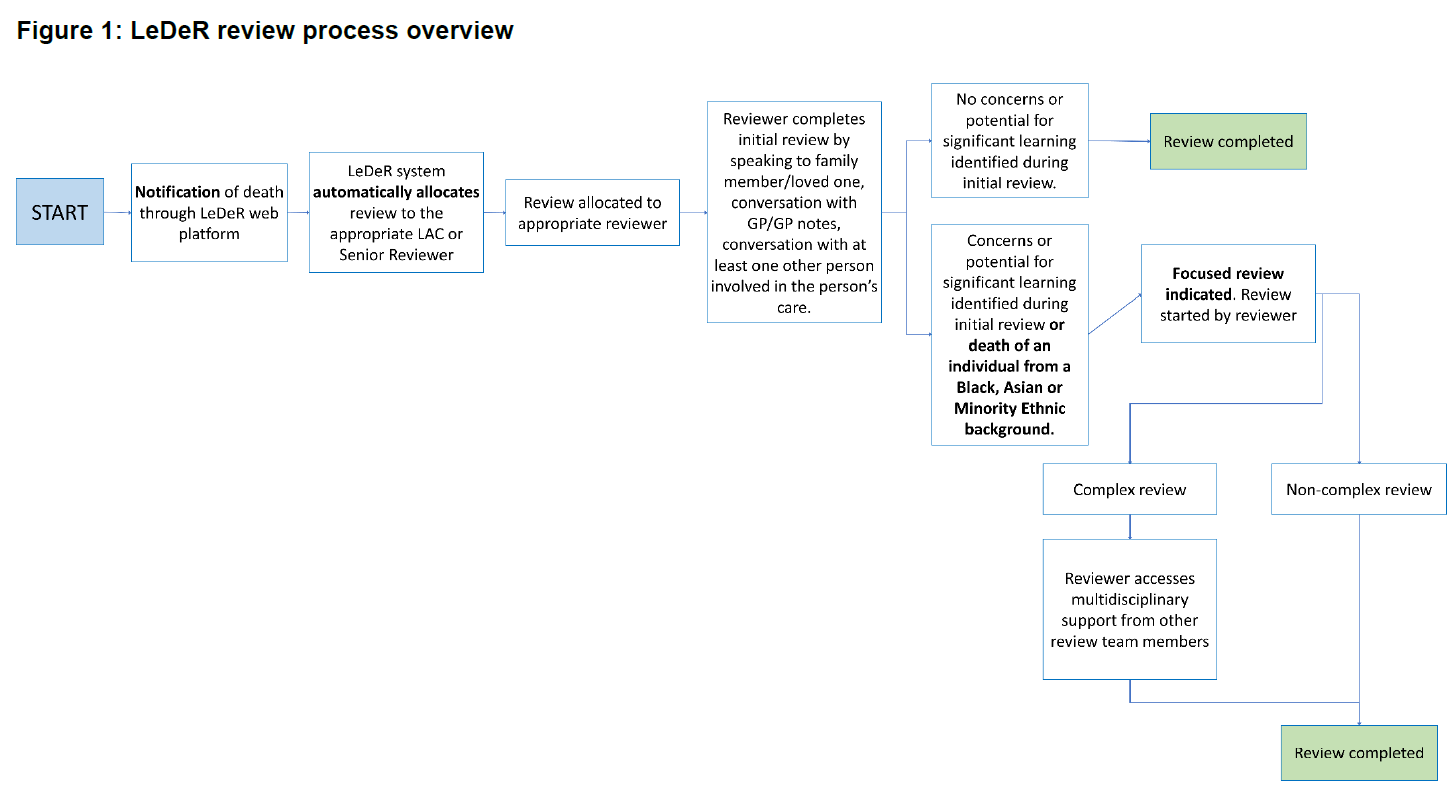 Figure 1: LeDeR review process overview
START
Notification of death
through LeDeR web
platform
LeDeR system
automatically allocates
review to the
appropriate LAC or
Senior Reviewer
Review allocated to
appropriate reviewer
Reviewer completes
initial review by
speaking to family
member/loved one,
conversation with
GP/GP notes,
conversation with at
least one other person
involved in the person’s
care.
No concerns or
potential for
significant learning
identified during
initial review.
Review completed
Concerns or
potential for
significant learning
identified during
initial review or
death of an
individual from a
Black, Asian or
Minority Ethnic
background.
Focused review
indicated. Review
started by reviewer
Complex review
Non-complex review
Reviewer accesses
multidisciplinary
support from other
review team members
Review completed